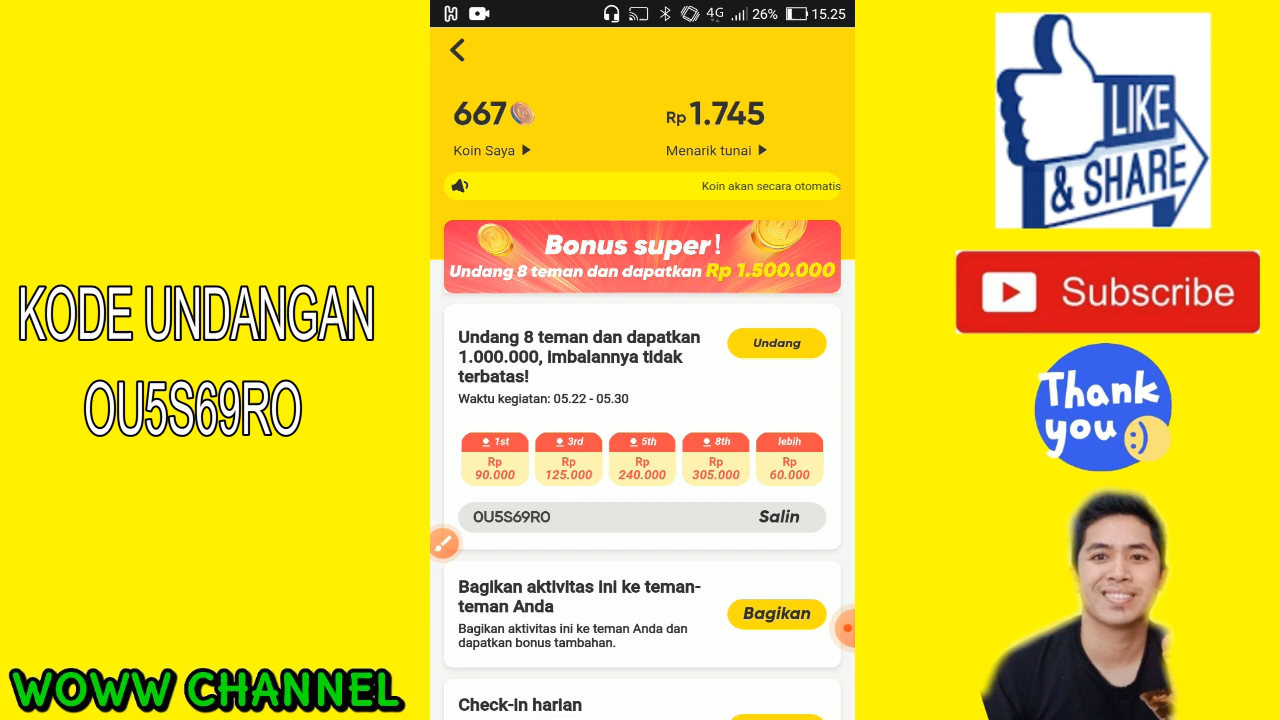 4G 26% 15.25
667
Rp 1.745
Koin Saya
Menarik tunai
Koin akan secara otomatis
Bonus super!
Undang 8 teman dan dapatkan Rp 1.500.000
Undang 8 teman dan dapatkan
1.000.000, imbalannya tidak
terbatas!
Undang
Waktu kegiatan: 05.22 - 05.30
1st
3rd
5th
8th
lebih
Rp
90.000
Rp
125.000
Rp
240.000
Rp
305.000
Rp
60.000
0U5S69R0
Salin
Bagikan aktivitas ini ke teman-
teman Anda
Bagikan
Bagikan aktivitas ini ke teman Anda dan
dapatkan bonus tambahan.
Check-in harian
KODE UNDANGAN
0U5S69R0
WOWW CHANNEL
LIKE
& SHARE
Subscribe
Thank
you